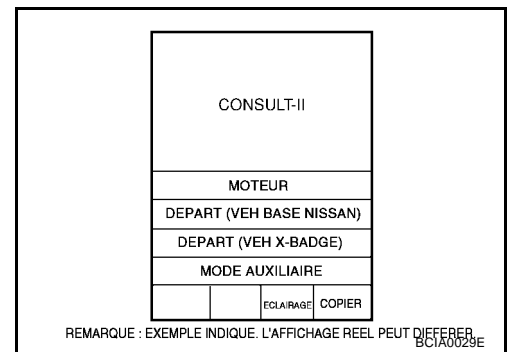 CONSULT-II
MOTEUR
DEPART (VEH BASE NISSAN)
DEPART (VEH X-BADGE)
MODE AUXILIAIRE
ECLAIRAGE COPIER
REMARQUE : EXEMPLE INDIQUE. L'AFFICHAGE REEL PEUT DIFFERER.
BCIA0029E